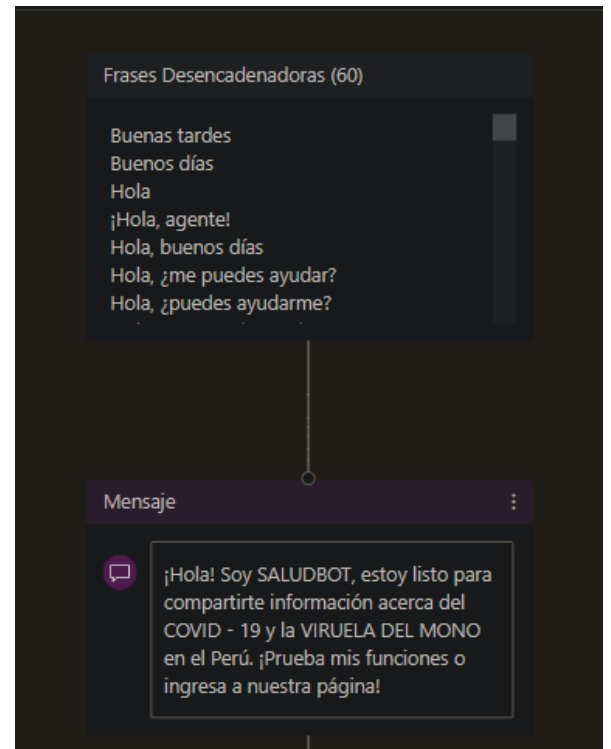 Frases Desencadenadoras (60)
Buenas tardes
Buenos días
Hola
¡Hola, agente!
Hola, buenos días
Hola, ¿me puedes ayudar?
Hola, ¿puedes ayudarme?
Mensaje
¡Hola! Soy SALUDBOT, estoy listo para
compartirte información acerca del
COVID - 19 y la VIRUELA DEL MONO
en el Perú. ¡Prueba mis funciones o
ingresa a nuestra página!